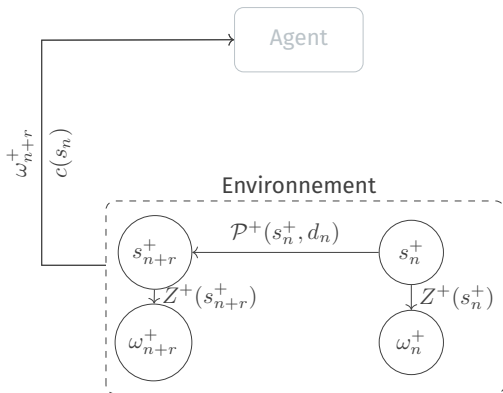 Agent
ω⁺ₙ₊ᵣ
c(sₙ)
Environnement
s⁺ₙ₊ᵣ
𝒫⁺(s⁺ₙ, dₙ)
s⁺ₙ
Z⁺(s⁺ₙ₊ᵣ)
Z⁺(s⁺ₙ)
ω⁺ₙ₊ᵣ
ω⁺ₙ